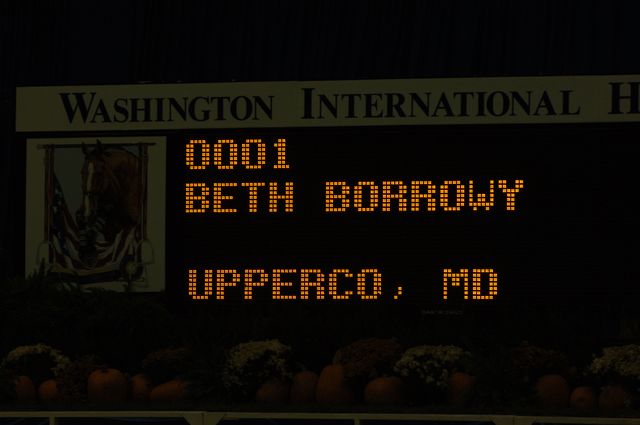 WASHINGTON INTERNATIONAL H
0001
BETH BORROWY
UPPERCO, MD